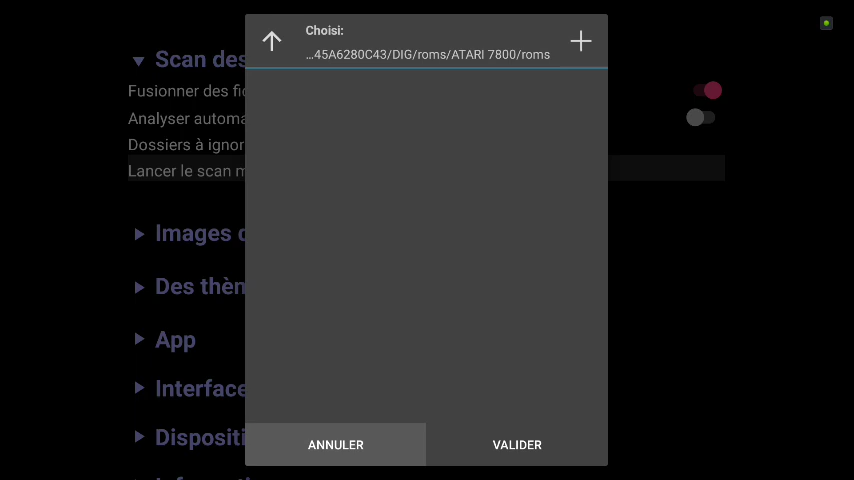 Choisi:
...45A6280C43/DIG/roms/ATARI 7800/roms
Scan des
Fusionner des fic
Analyser automa
Dossiers à ignor
Lancer le scan m
Images d
Des thèm
App
Interface
Dispositi
ANNULER
VALIDER